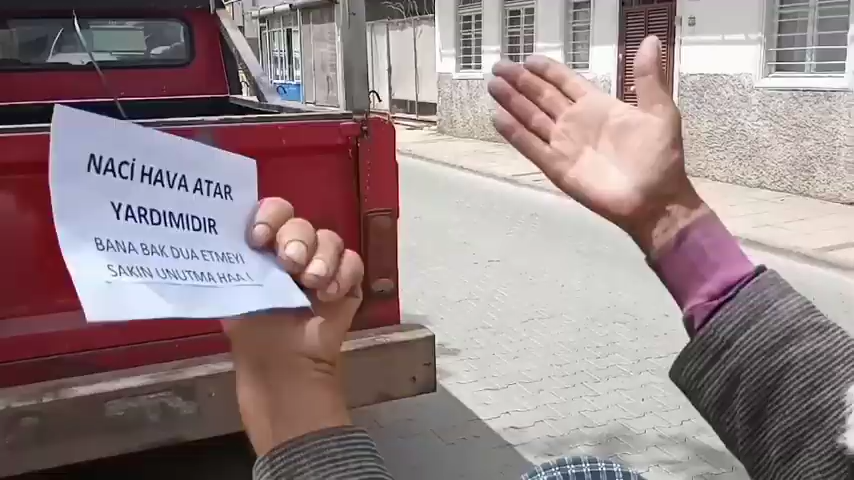 NACİ HAVA ATAR
YARDIMIDIR
BANA BAK DUA ETMEYİ
SAKIN UNUTMA HAA !